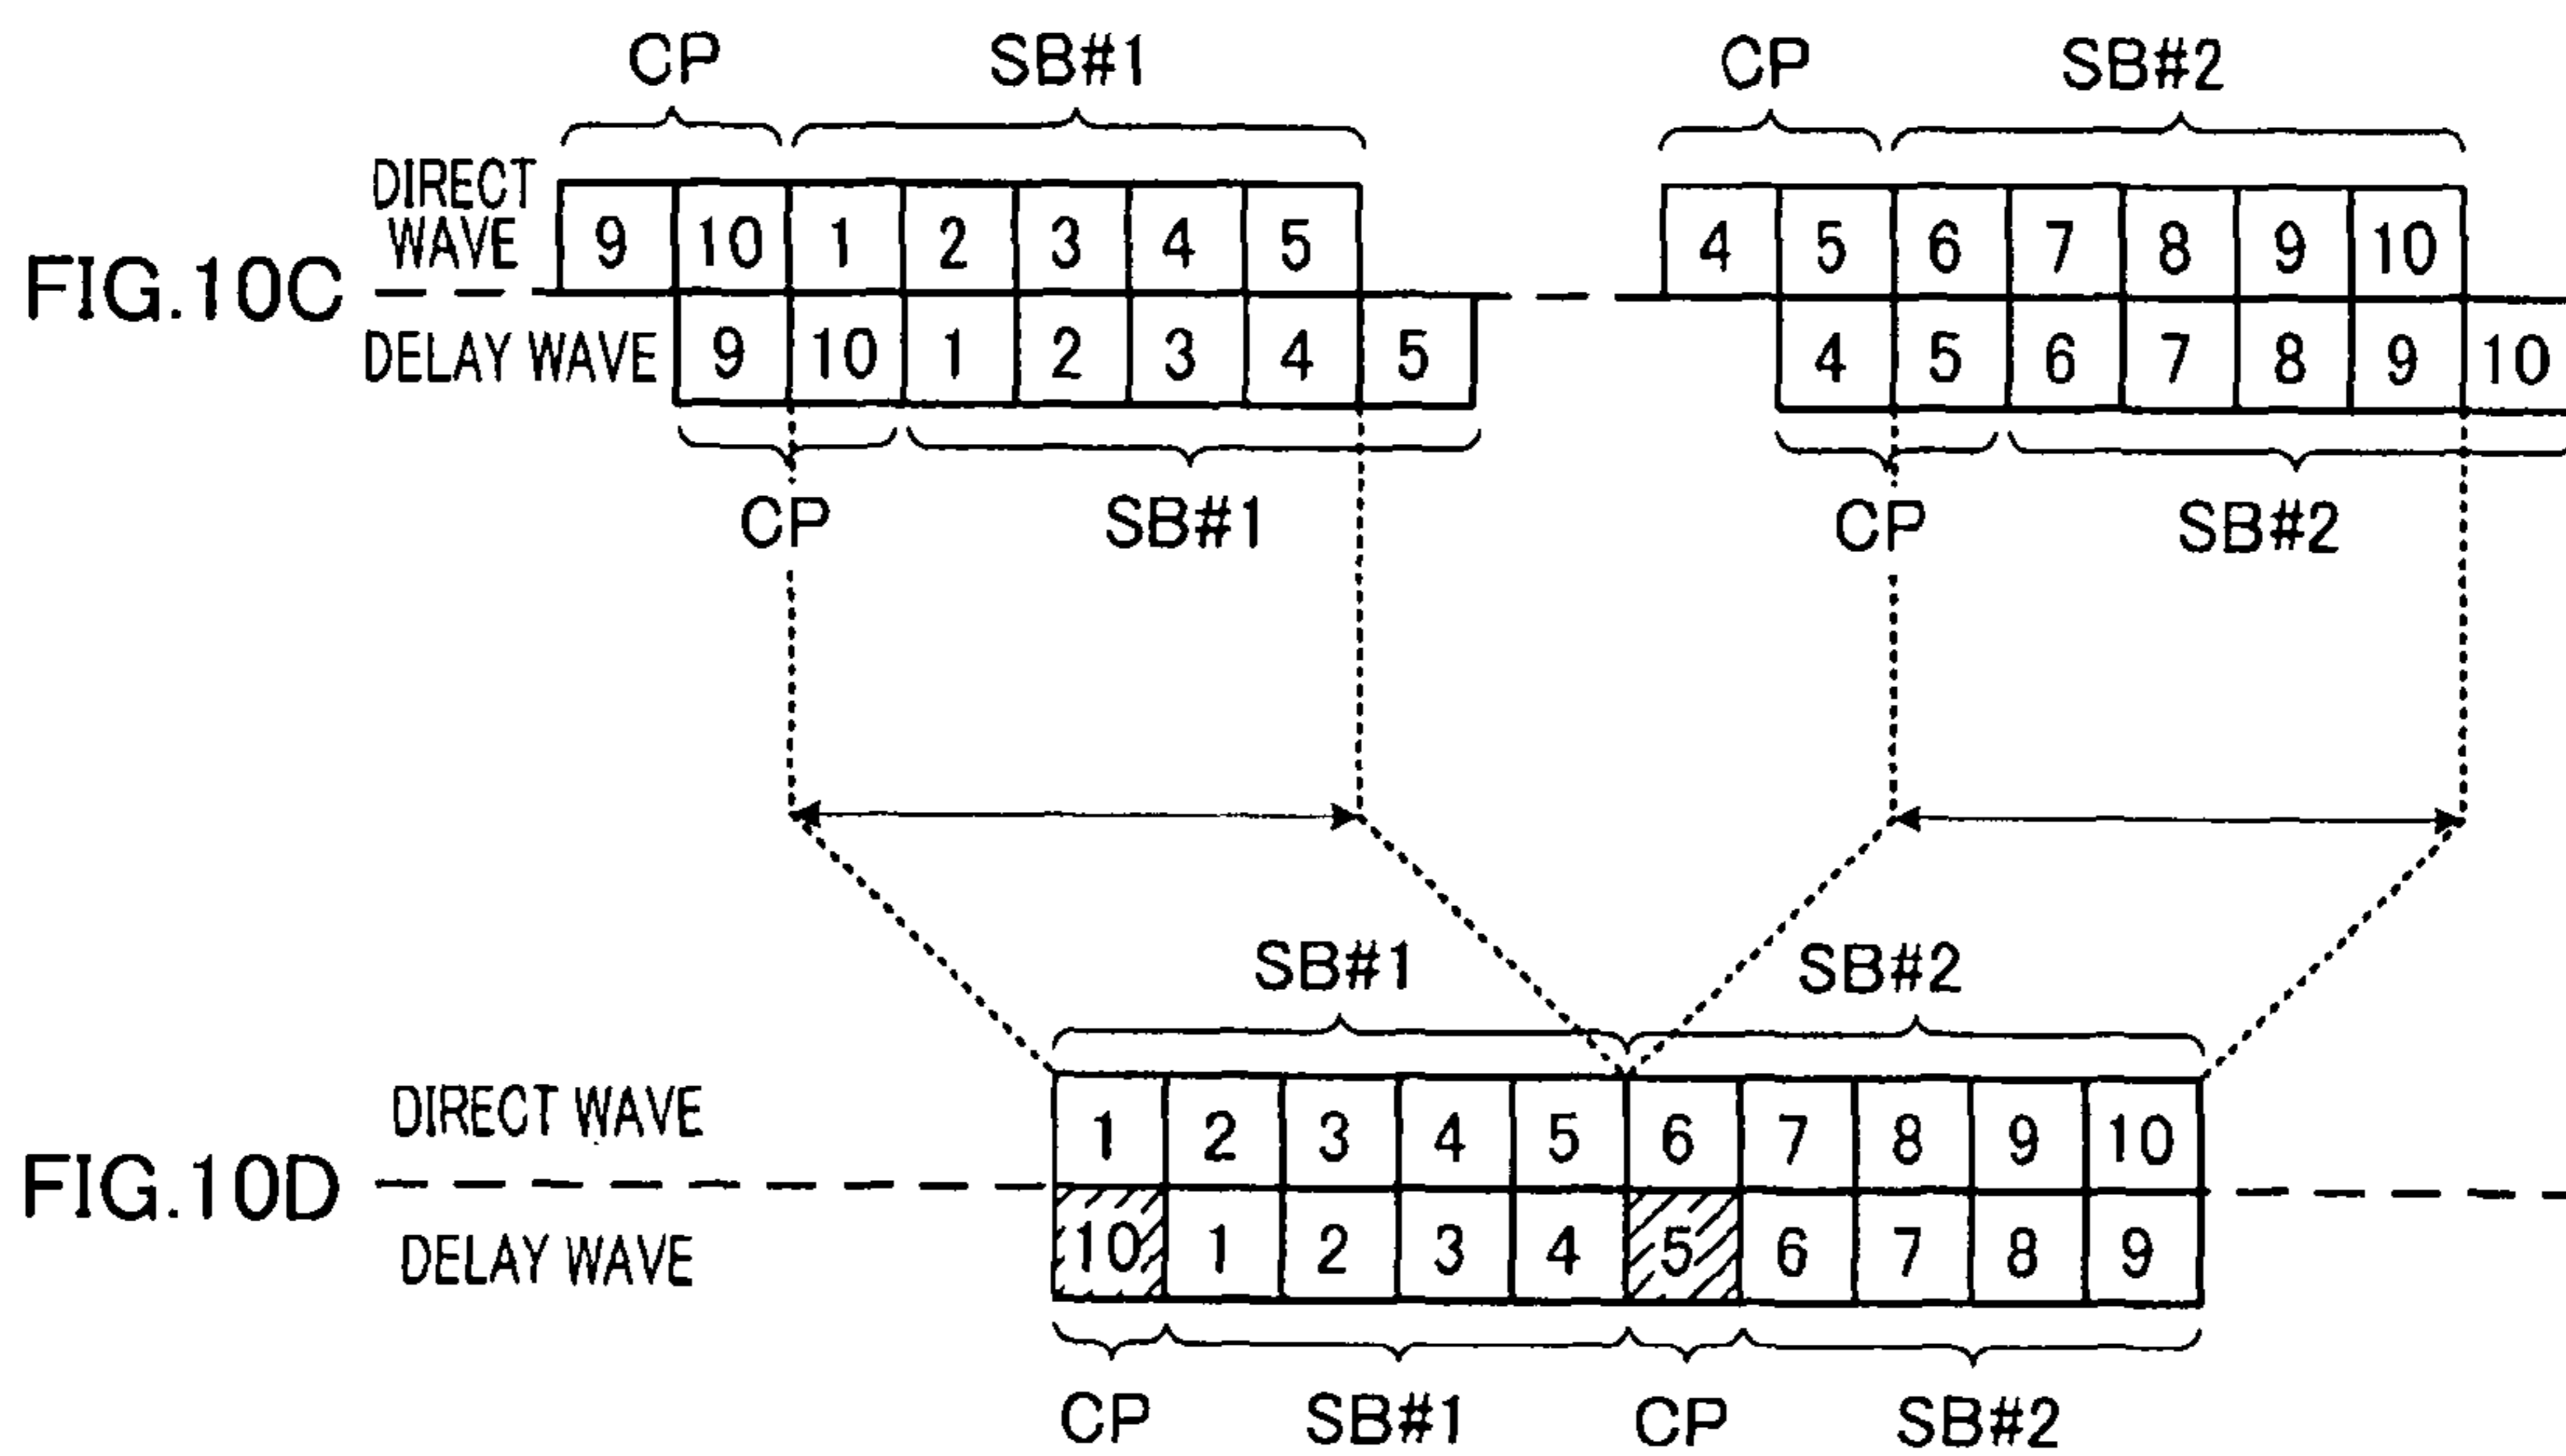 CP SB#1 CP SB#2
DIRECT WAVE
9 10 1 2 3 4 5 4 5 6 7 8 9 10
FIG.10C
DELAY WAVE 9 10 1 2 3 4 5 4 5 6 7 8 9 10
CP SB#1 CP SB#2
SB#1 SB#2
DIRECT WAVE 1 2 3 4 5 6 7 8 9 10
FIG.10D
DELAY WAVE 10 1 2 3 4 5 6 7 8 9
CP SB#1 CP SB#2